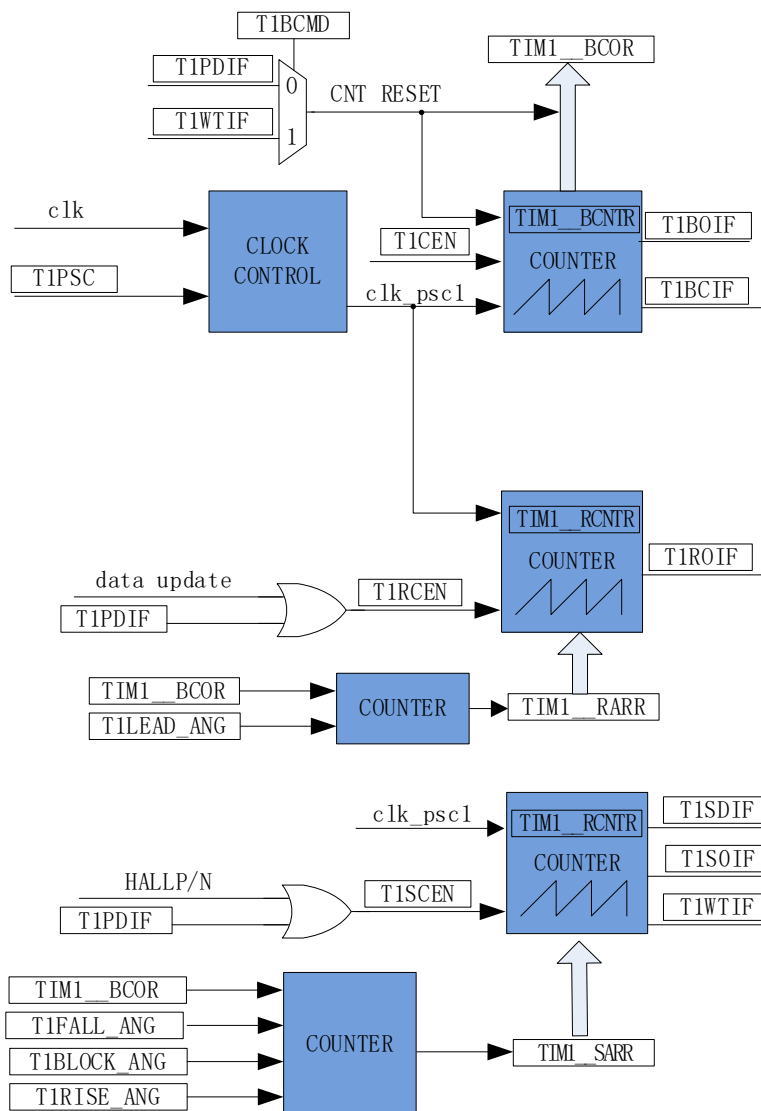 T1BCMD
TIM1__BCOR
T1PDIF
0
CNT RESET
T1WTIF
1
clk
TIM1__BCNTR
T1BOIF
T1CEN
CLOCK
CONTROL
COUNTER
T1PSC
clk_psc1
T1BCIF
TIM1__RCNTR
COUNTER
T1ROIF
data update
T1RCEN
T1PDIF
TIM1__BCOR
COUNTER
TIM1__RARR
T1LEAD_ANG
clk_psc1
TIM1__RCNTR
T1SDIF
COUNTER
T1SOIF
HALLP/N
T1SCEN
T1PDIF
T1WTIF
TIM1__BCOR
T1FALL_ANG
COUNTER
TIM1__SARR
T1BLOCK_ANG
T1RISE_ANG